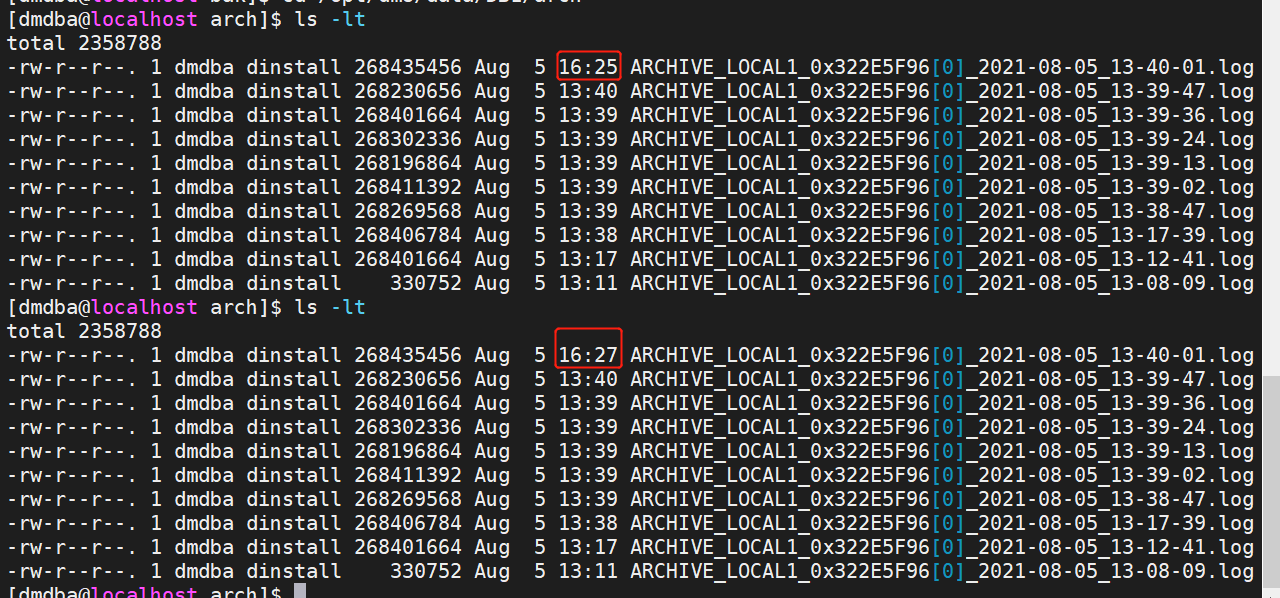 [dmdba@localhost arch]$ ls -lt
total 2358788
-rw-r--r--. 1 dmdba dinstall 268435456 Aug  5 16:25 ARCHIVE_LOCAL1_0x322E5F96[0]_2021-08-05_13-40-01.log
-rw-r--r--. 1 dmdba dinstall 268230656 Aug  5 13:40 ARCHIVE_LOCAL1_0x322E5F96[0]_2021-08-05_13-39-47.log
-rw-r--r--. 1 dmdba dinstall 268401664 Aug  5 13:39 ARCHIVE_LOCAL1_0x322E5F96[0]_2021-08-05_13-39-36.log
-rw-r--r--. 1 dmdba dinstall 268302336 Aug  5 13:39 ARCHIVE_LOCAL1_0x322E5F96[0]_2021-08-05_13-39-24.log
-rw-r--r--. 1 dmdba dinstall 268196864 Aug  5 13:39 ARCHIVE_LOCAL1_0x322E5F96[0]_2021-08-05_13-39-13.log
-rw-r--r--. 1 dmdba dinstall 268411392 Aug  5 13:39 ARCHIVE_LOCAL1_0x322E5F96[0]_2021-08-05_13-39-02.log
-rw-r--r--. 1 dmdba dinstall 268269568 Aug  5 13:39 ARCHIVE_LOCAL1_0x322E5F96[0]_2021-08-05_13-38-47.log
-rw-r--r--. 1 dmdba dinstall 268406784 Aug  5 13:38 ARCHIVE_LOCAL1_0x322E5F96[0]_2021-08-05_13-17-39.log
-rw-r--r--. 1 dmdba dinstall 268401664 Aug  5 13:17 ARCHIVE_LOCAL1_0x322E5F96[0]_2021-08-05_13-12-41.log
-rw-r--r--. 1 dmdba dinstall    330752 Aug  5 13:11 ARCHIVE_LOCAL1_0x322E5F96[0]_2021-08-05_13-08-09.log
[dmdba@localhost arch]$ ls -lt
total 2358788
-rw-r--r--. 1 dmdba dinstall 268435456 Aug  5 16:27 ARCHIVE_LOCAL1_0x322E5F96[0]_2021-08-05_13-40-01.log
-rw-r--r--. 1 dmdba dinstall 268230656 Aug  5 13:40 ARCHIVE_LOCAL1_0x322E5F96[0]_2021-08-05_13-39-47.log
-rw-r--r--. 1 dmdba dinstall 268401664 Aug  5 13:39 ARCHIVE_LOCAL1_0x322E5F96[0]_2021-08-05_13-39-36.log
-rw-r--r--. 1 dmdba dinstall 268302336 Aug  5 13:39 ARCHIVE_LOCAL1_0x322E5F96[0]_2021-08-05_13-39-24.log
-rw-r--r--. 1 dmdba dinstall 268196864 Aug  5 13:39 ARCHIVE_LOCAL1_0x322E5F96[0]_2021-08-05_13-39-13.log
-rw-r--r--. 1 dmdba dinstall 268411392 Aug  5 13:39 ARCHIVE_LOCAL1_0x322E5F96[0]_2021-08-05_13-39-02.log
-rw-r--r--. 1 dmdba dinstall 268269568 Aug  5 13:39 ARCHIVE_LOCAL1_0x322E5F96[0]_2021-08-05_13-38-47.log
-rw-r--r--. 1 dmdba dinstall 268406784 Aug  5 13:38 ARCHIVE_LOCAL1_0x322E5F96[0]_2021-08-05_13-17-39.log
-rw-r--r--. 1 dmdba dinstall 268401664 Aug  5 13:17 ARCHIVE_LOCAL1_0x322E5F96[0]_2021-08-05_13-12-41.log
-rw-r--r--. 1 dmdba dinstall    330752 Aug  5 13:11 ARCHIVE_LOCAL1_0x322E5F96[0]_2021-08-05_13-08-09.log
[dmdba@localhost arch]$